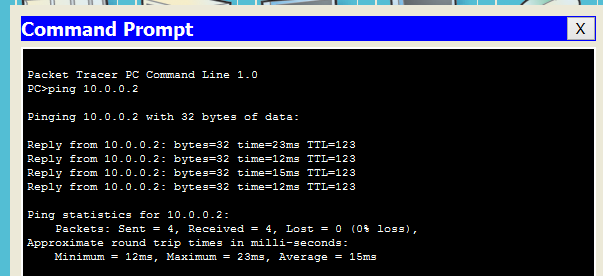 Command Prompt
X
Packet Tracer PC Command Line 1.0
PC>ping 10.0.0.2
Pinging 10.0.0.2 with 32 bytes of data:
Reply from 10.0.0.2: bytes=32 time=23ms TTL=123
Reply from 10.0.0.2: bytes=32 time=12ms TTL=123
Reply from 10.0.0.2: bytes=32 time=15ms TTL=123
Reply from 10.0.0.2: bytes=32 time=12ms TTL=123
Ping statistics for 10.0.0.2:
Packets: Sent = 4, Received = 4, Lost = 0 (0% loss),
Approximate round trip times in milli-seconds:
Minimum = 12ms, Maximum = 23ms, Average = 15ms